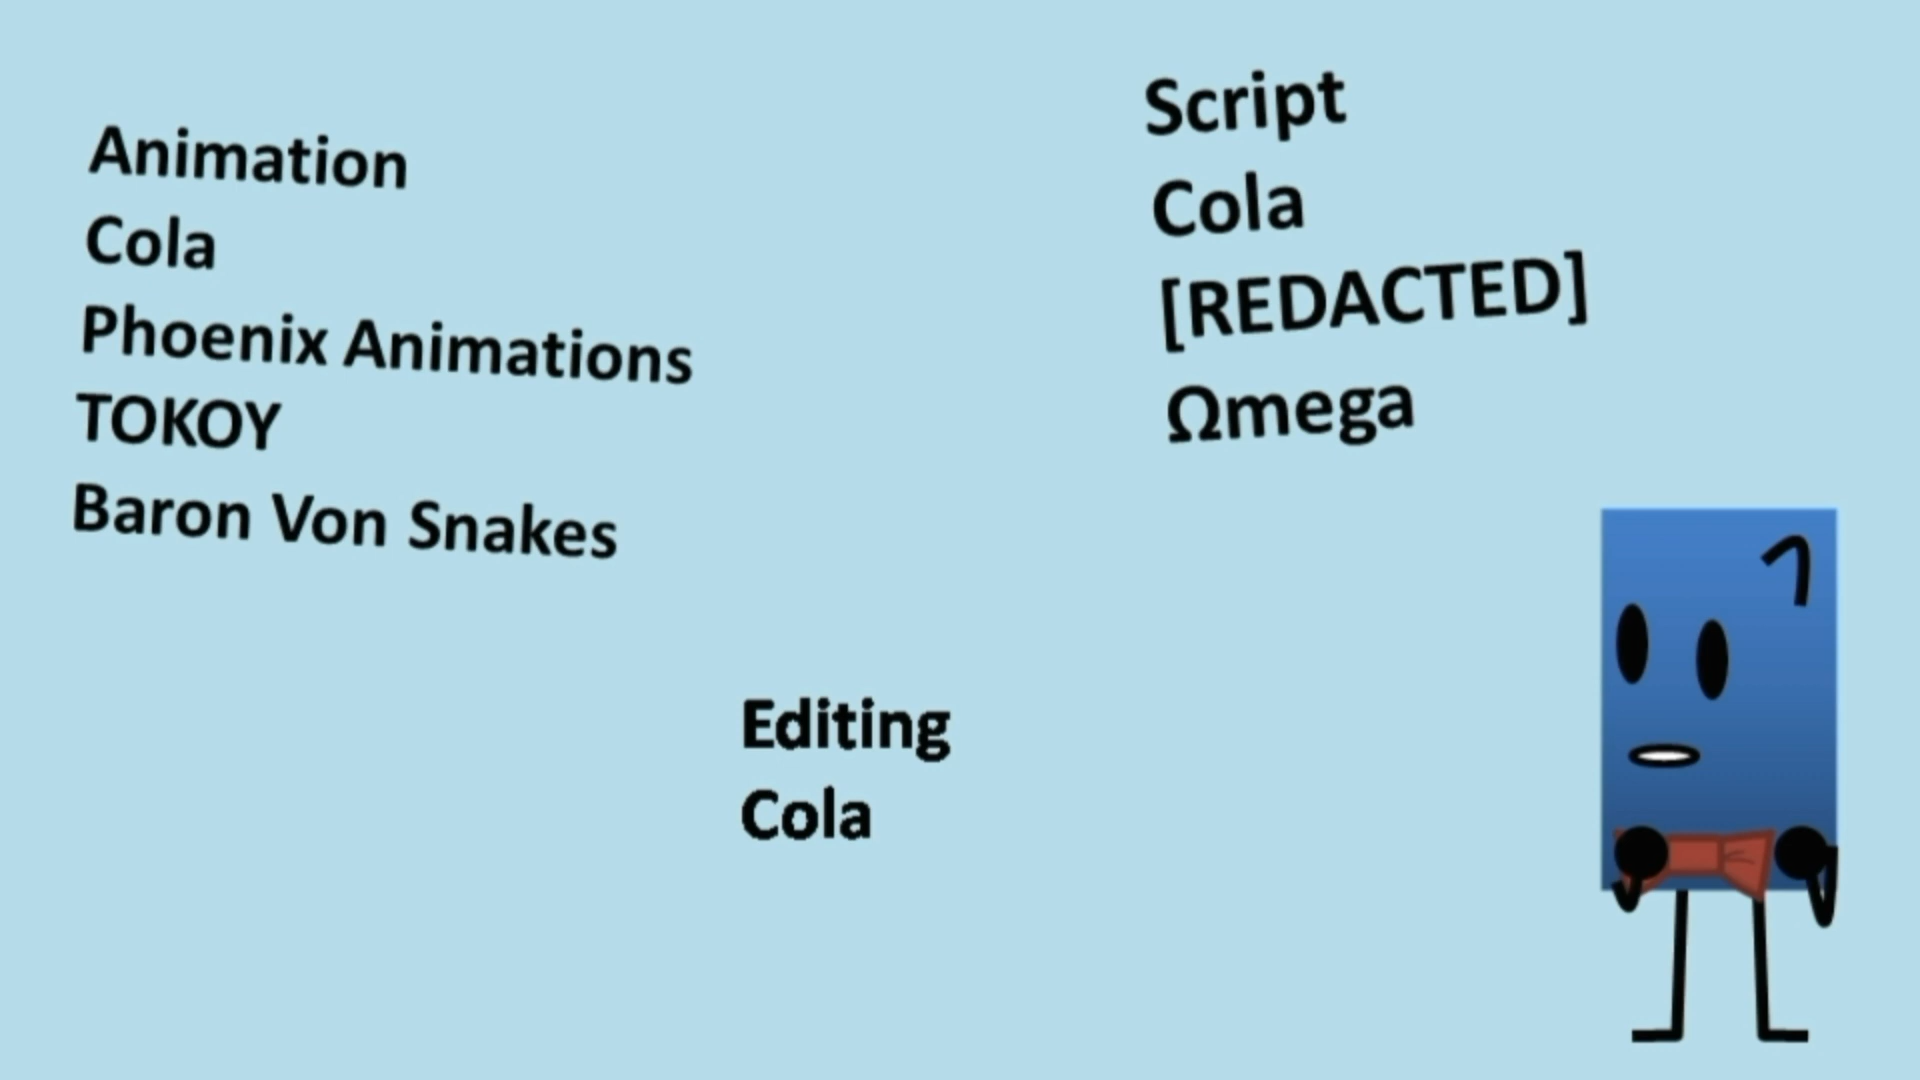 Animation
Cola
Phoenix Animations
TOKOY
Baron Von Snakes
Script
Cola
[REDACTED]
Ωmega
Editing
Cola